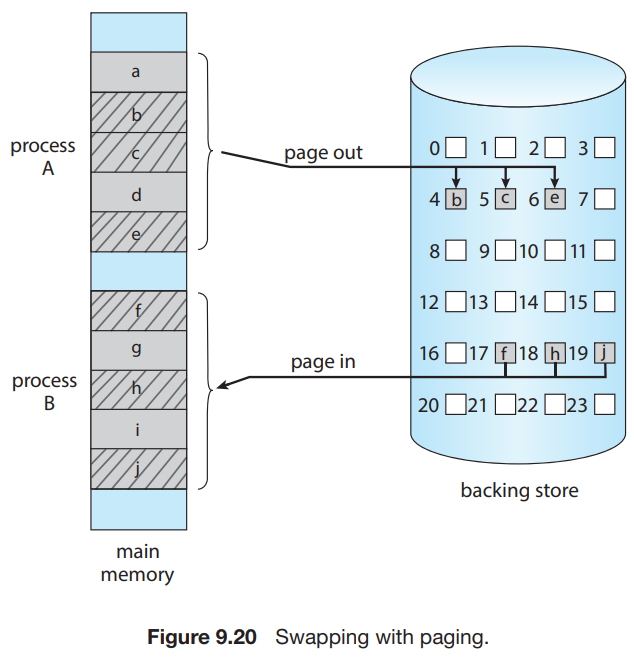 a
b
process
A
c
d
e
page out
0 1 2 3
4 b 5 c 6 e 7
8 9 10 11
12 13 14 15
16 17 f 18 h 19 j
20 21 22 23
backing store
f
g
page in
process
B
h
i
j
main
memory
Figure 9.20 Swapping with paging.